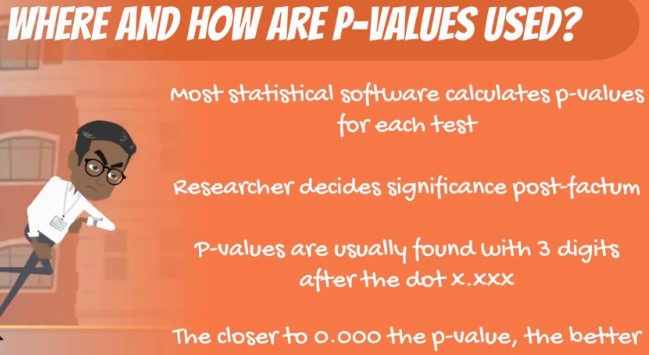 WHERE AND HOW ARE P-VALUES USED?
Most statistical software calculates p-values
for each test
Researcher decides significance post-factum
P-values are usually found with 3 digits
after the dot x.xxx
The closer to 0.000 the p-value, the better